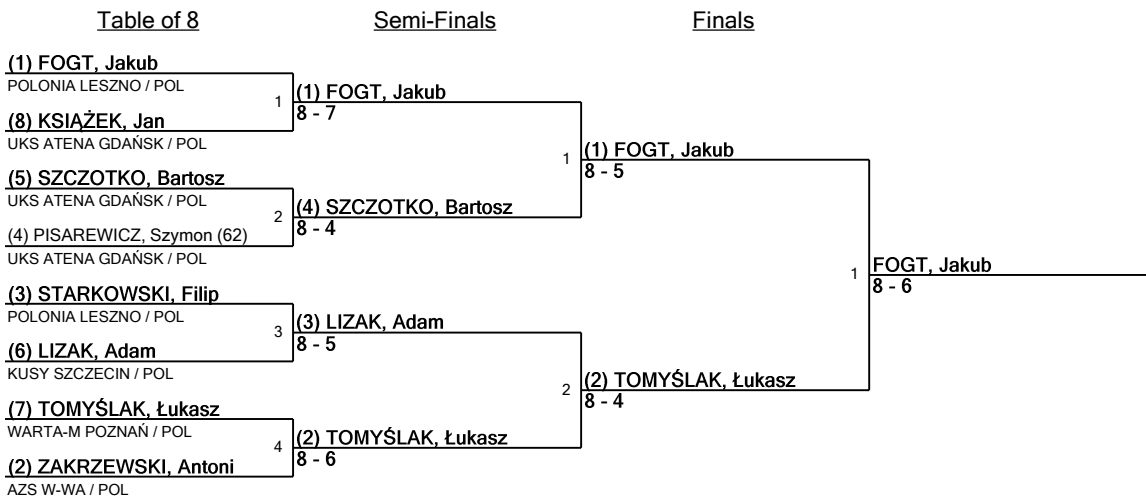 Table of 8
Semi-Finals
Finals
(1) FOGT, Jakub
POLONIA LESZNO / POL
1
(8) KSIĄŻEK, Jan
UKS ATENA GDAŃSK / POL
(5) SZCZOTKO, Bartosz
UKS ATENA GDAŃSK / POL
2
(4) PISAREWICZ, Szymon (62)
UKS ATENA GDAŃSK / POL
(3) STARKOWSKI, Filip
POLONIA LESZNO / POL
3
(6) LIZAK, Adam
KUSY SZCZECIN / POL
(7) TOMYŚLAK, Łukasz
WARTA-M POZNAŃ / POL
4
(2) ZAKRZEWSKI, Antoni
AZS W-WA / POL
(1) FOGT, Jakub
8 - 7
1
(4) SZCZOTKO, Bartosz
8 - 4
(3) LIZAK, Adam
8 - 5
2
(2) TOMYŚLAK, Łukasz
8 - 6
(1) FOGT, Jakub
8 - 5
1
(2) TOMYŚLAK, Łukasz
8 - 4
FOGT, Jakub
8 - 6